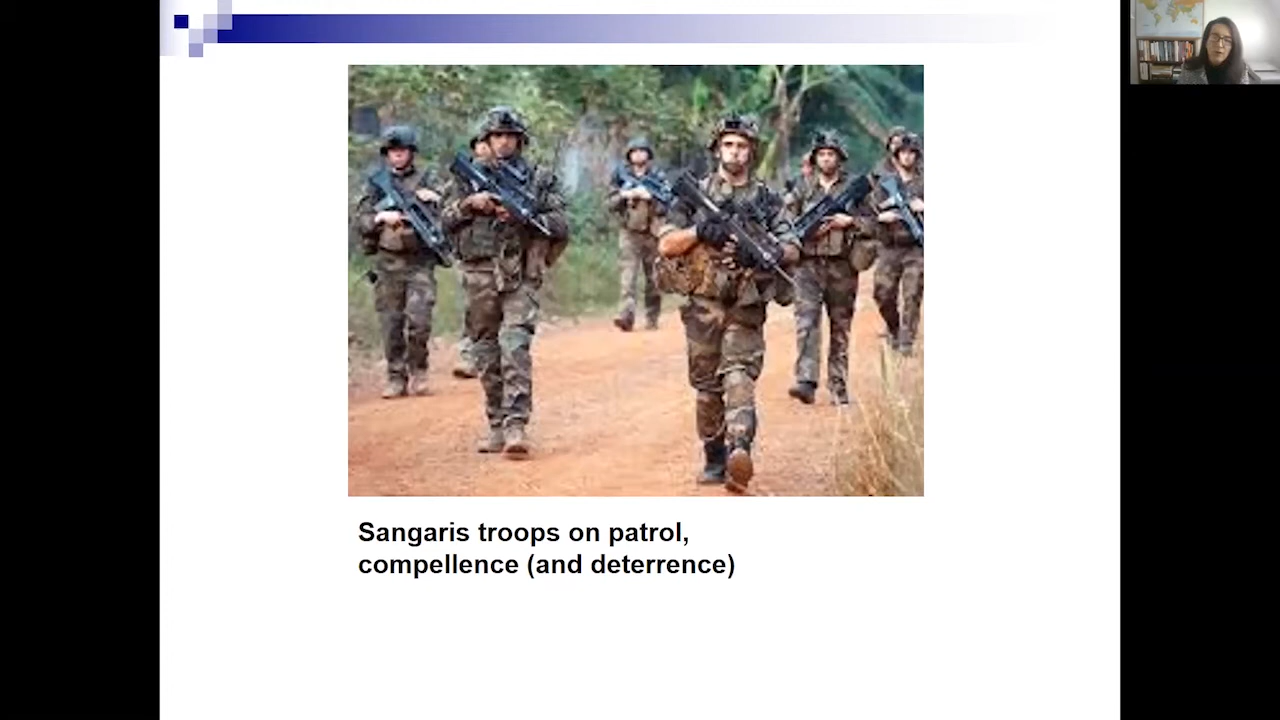 Sangaris troops on patrol,
compellence (and deterrence)